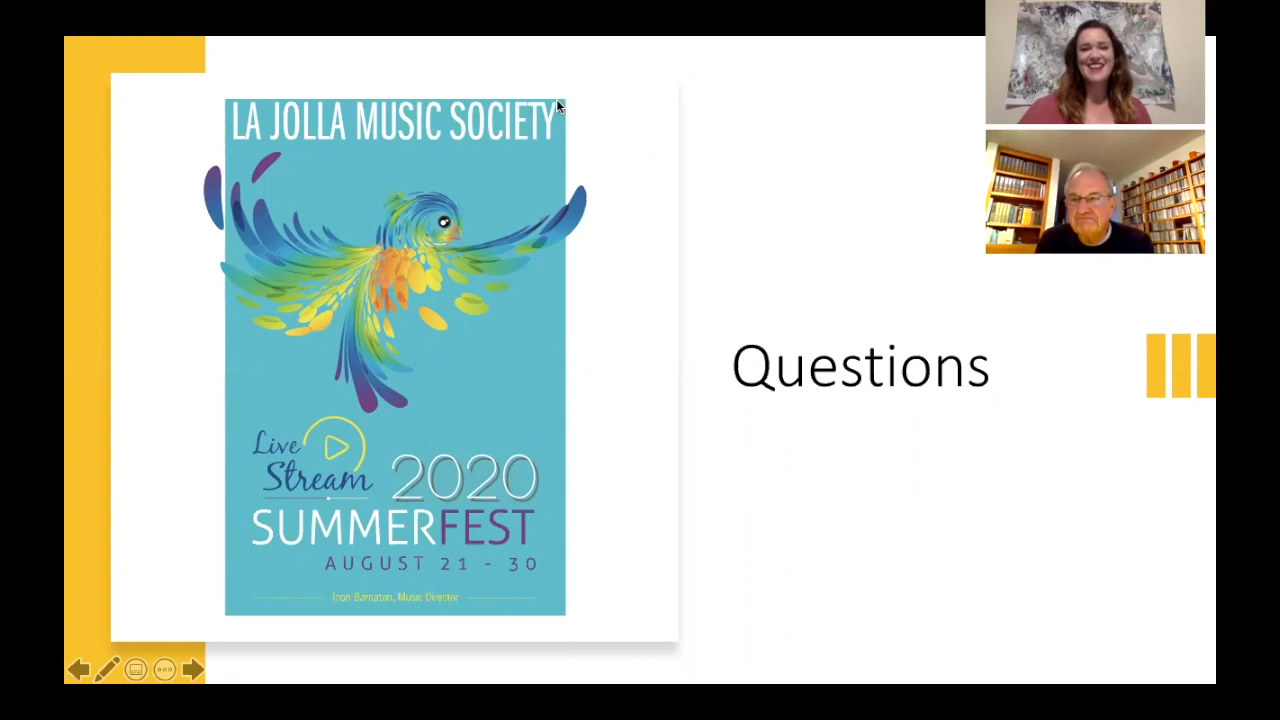 LA JOLLA MUSIC SOCIETY
Live
Stream
2020
SUMMERFEST
AUGUST 21 - 30
Inon Barnatan, Music Director
Questions